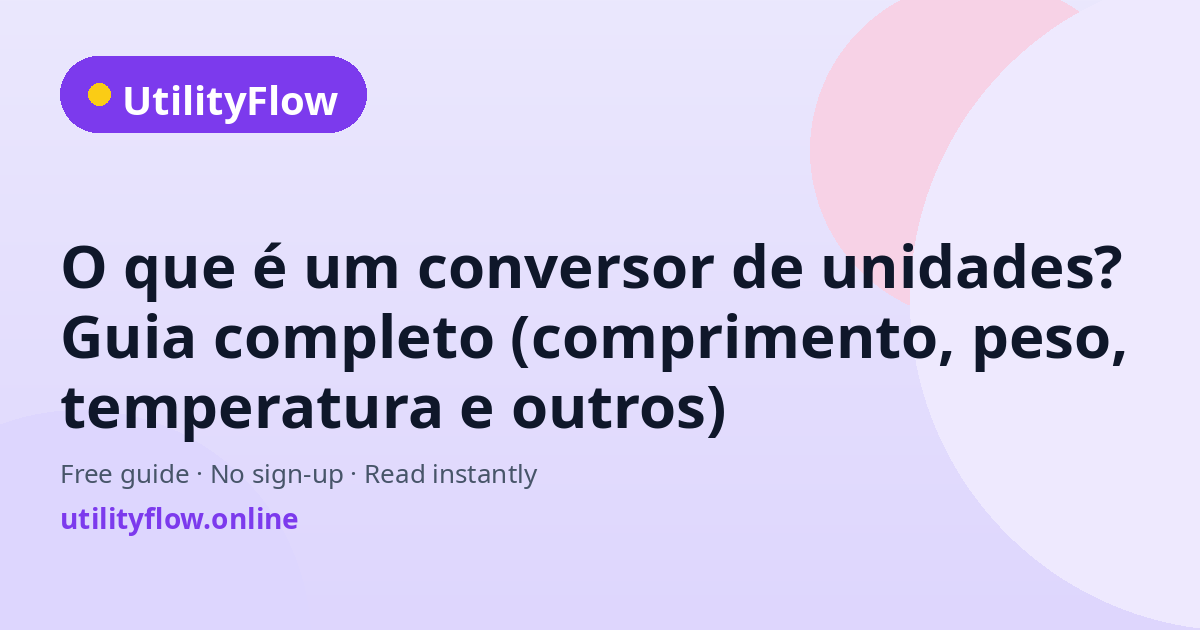 UtilityFlow
O que é um conversor de unidades?
Guia completo (comprimento, peso,
temperatura e outros)
Free guide · No sign-up · Read instantly
utilityflow.online